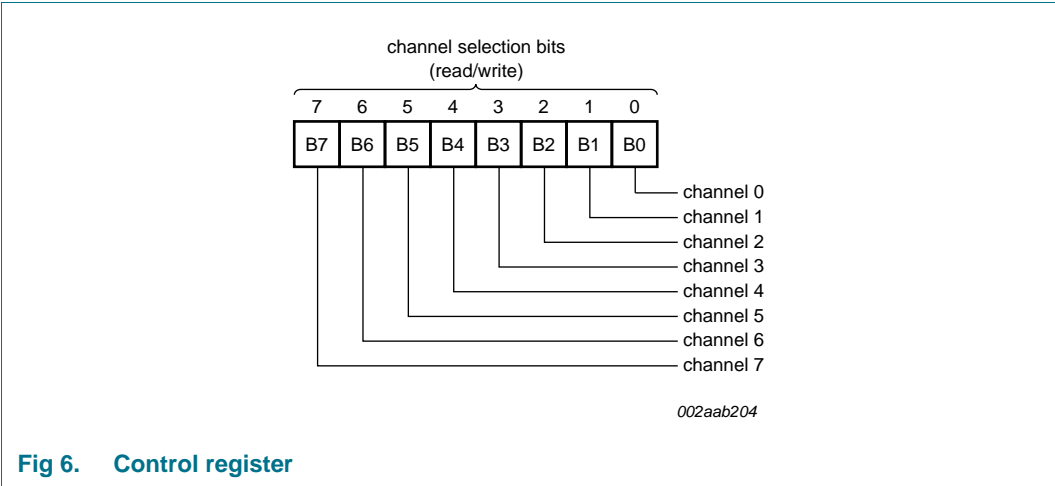 channel selection bits
(read/write)
7 6 5 4 3 2 1 0
B7 B6 B5 B4 B3 B2 B1 B0
channel 0
channel 1
channel 2
channel 3
channel 4
channel 5
channel 6
channel 7
002aab204
Fig 6. Control register